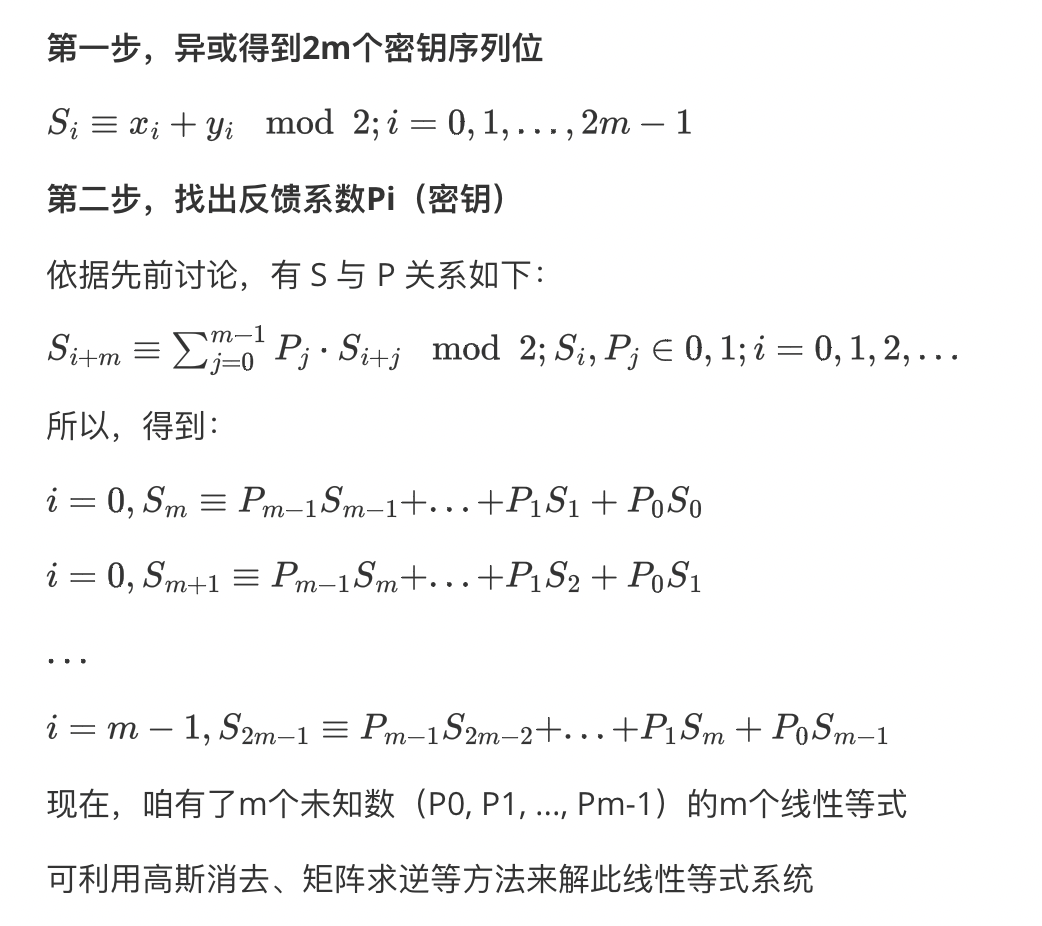 第一步，异或得到2m个密钥序列位
$S_i \equiv x_i + y_i \mod 2; i = 0, 1, \ldots, 2m - 1$
第二步，找出反馈系数Pi（密钥）
依据先前讨论，有 S 与 P 关系如下：
$S_{i+m} \equiv \sum_{j=0}^{m-1} P_j \cdot S_{i+j} \mod 2; S_i, P_j \in 0, 1; i = 0, 1, 2, \ldots$
所以，得到：
$i = 0, S_m \equiv P_{m-1}S_{m-1} + \ldots + P_1S_1 + P_0S_0$
$i = 0, S_{m+1} \equiv P_{m-1}S_m + \ldots + P_1S_2 + P_0S_1$
$\ldots$
$i = m - 1, S_{2m-1} \equiv P_{m-1}S_{2m-2} + \ldots + P_1S_m + P_0S_{m-1}$
现在，咱有了m个未知数（P0, P1, ..., Pm-1）的m个线性等式
可利用高斯消去、矩阵求逆等方法来解此线性等式系统